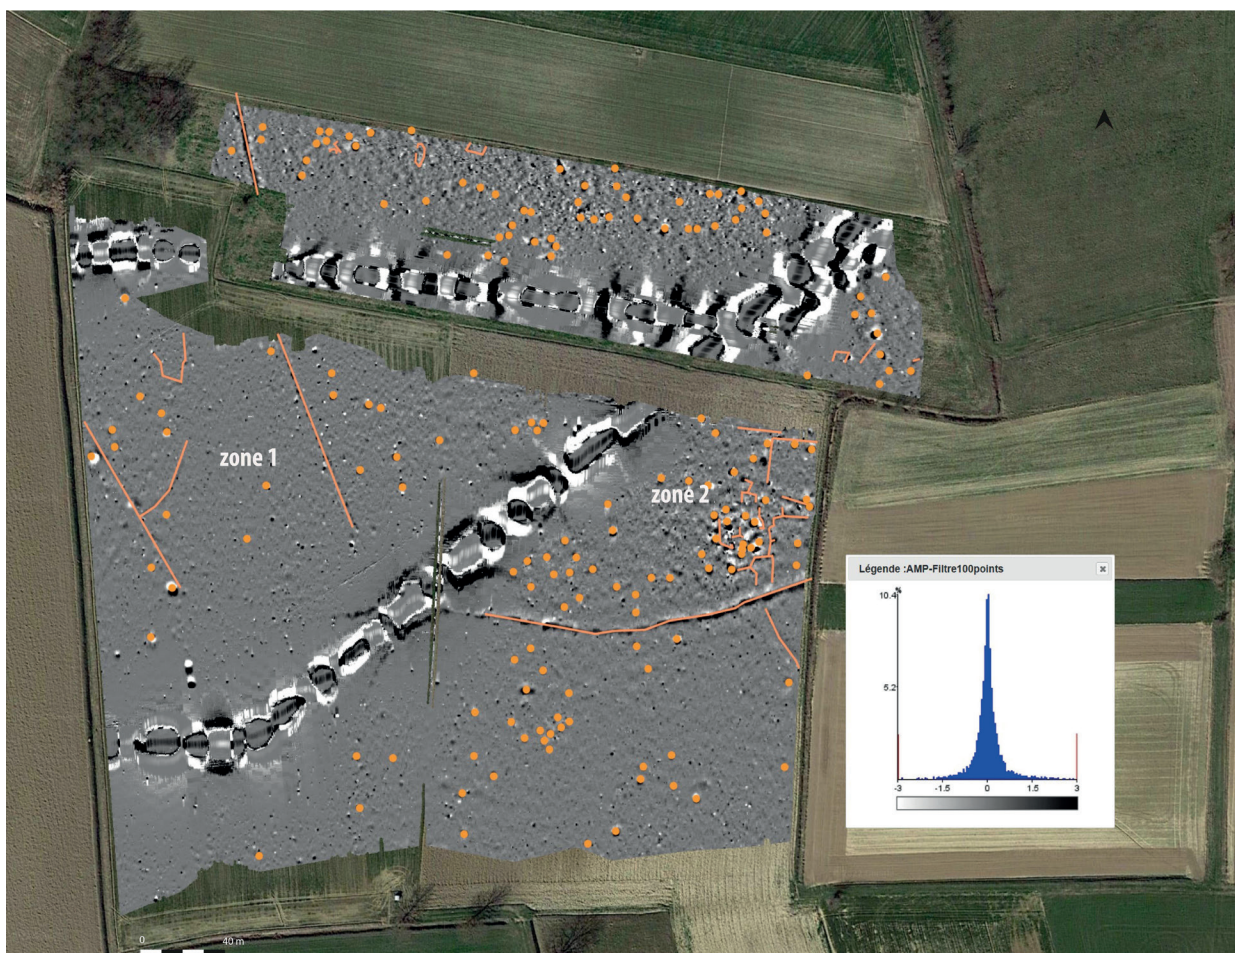 zone 1
zone 2
Légende :AMP-Filtre100points
%
10.4
5.2
-3 -1.5 0 1.5 3
0 40 m